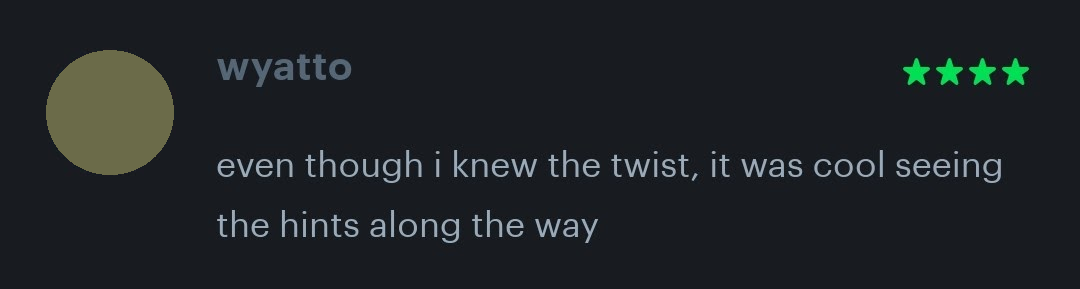 wyatto
even though i knew the twist, it was cool seeing
the hints along the way